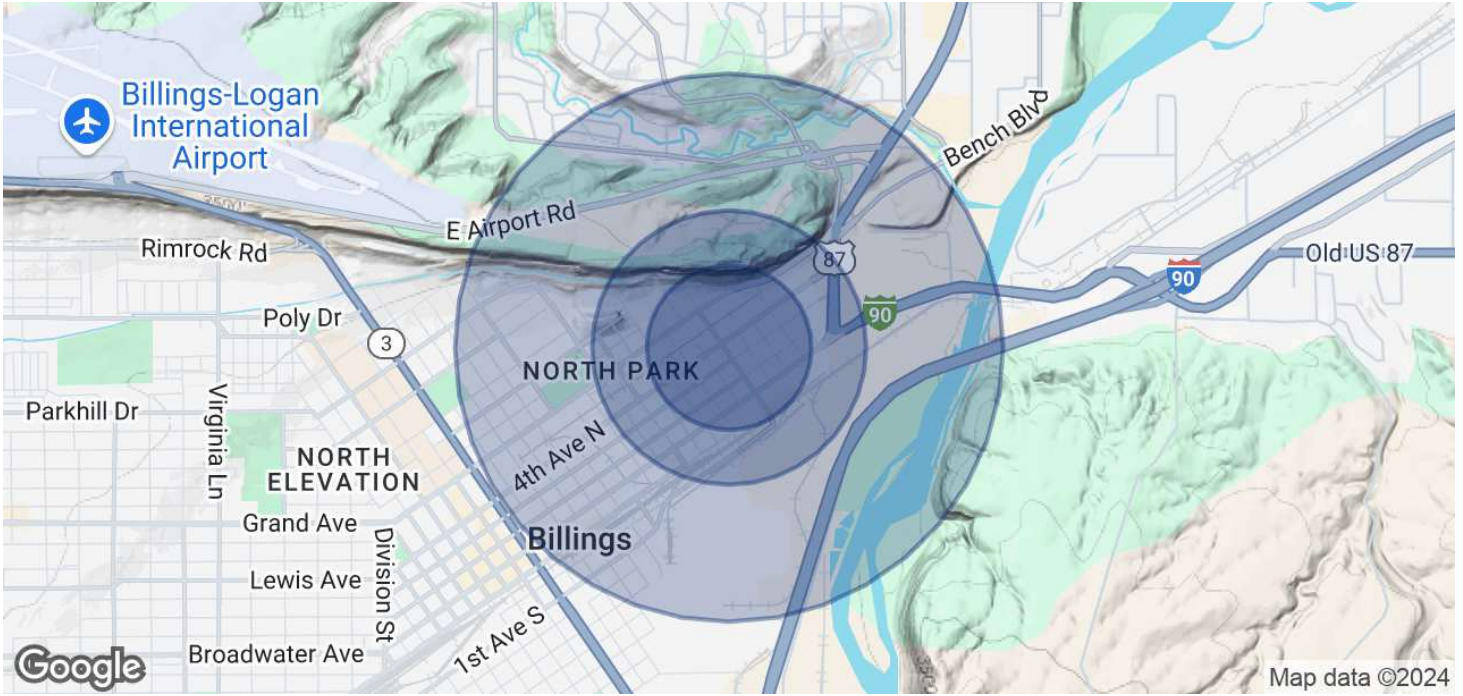 Billings-Logan
International
Airport
Bench Blvd
E Airport Rd
Rimrock Rd
87
Old US 87
90
90
Poly Dr
3
NORTH PARK
Parkhill Dr
Virginia Ln
NORTH
ELEVATION
4th Ave N
Grand Ave
Division St
Billings
Lewis Ave
1st Ave S
Broadwater Ave
Google
Map data ©2024